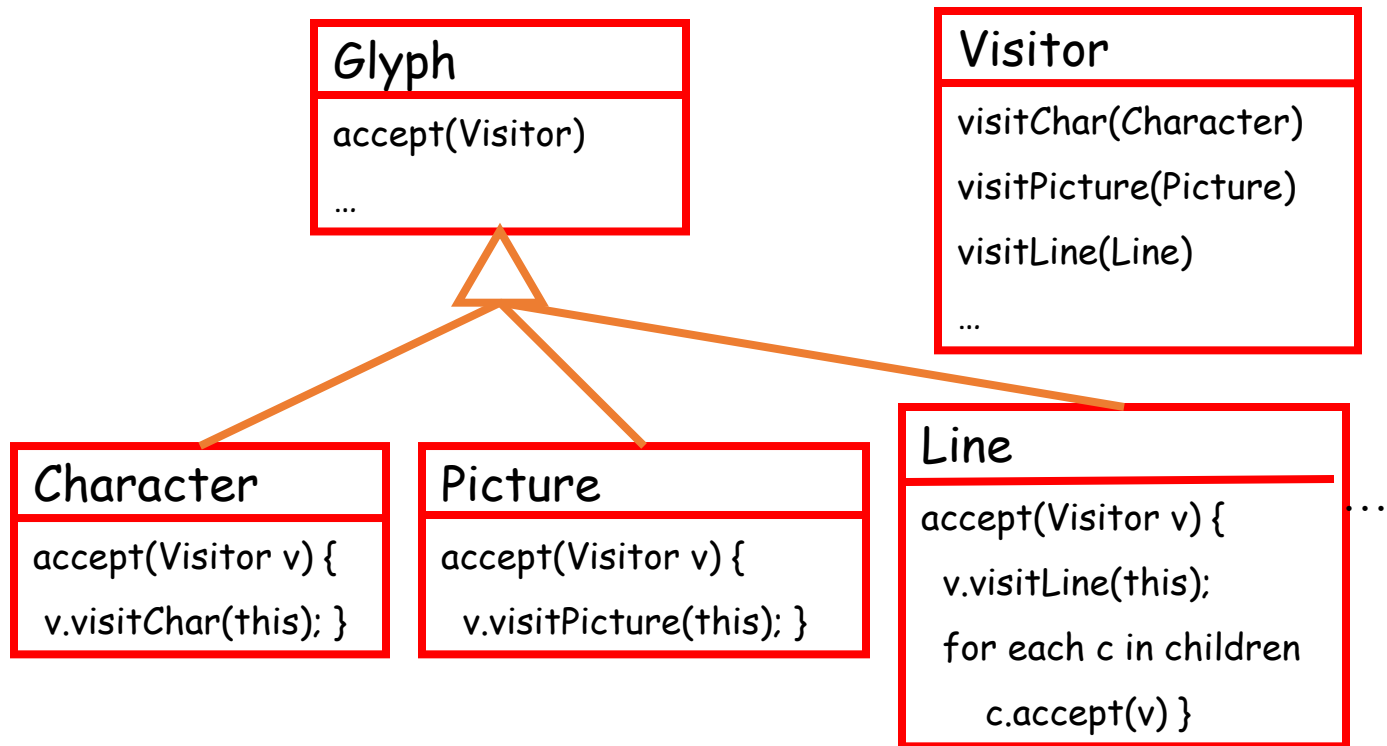 Glyph
accept(Visitor)
...
Visitor
visitChar(Character)
visitPicture(Picture)
visitLine(Line)
...
Character
accept(Visitor v) {
v.visitChar(this); }
Picture
accept(Visitor v) {
v.visitPicture(this); }
Line
accept(Visitor v) {
v.visitLine(this);
for each c in children
c.accept(v) }
...